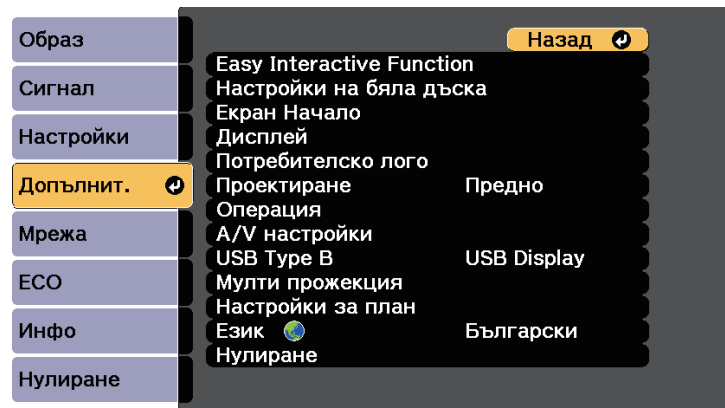 Образ
Сигнал
Настройки
Допълнит.
Мрежа
ECO
Инфо
Нулиране
Назад
Easy Interactive Function
Настройки на бяла дъска
Екран Начало
Дисплей
Потребителско лого
Проектиране Предно
Операция
A/V настройки
USB Type B USB Display
Мулти прожекция
Настройки за план
Език Български
Нулиране